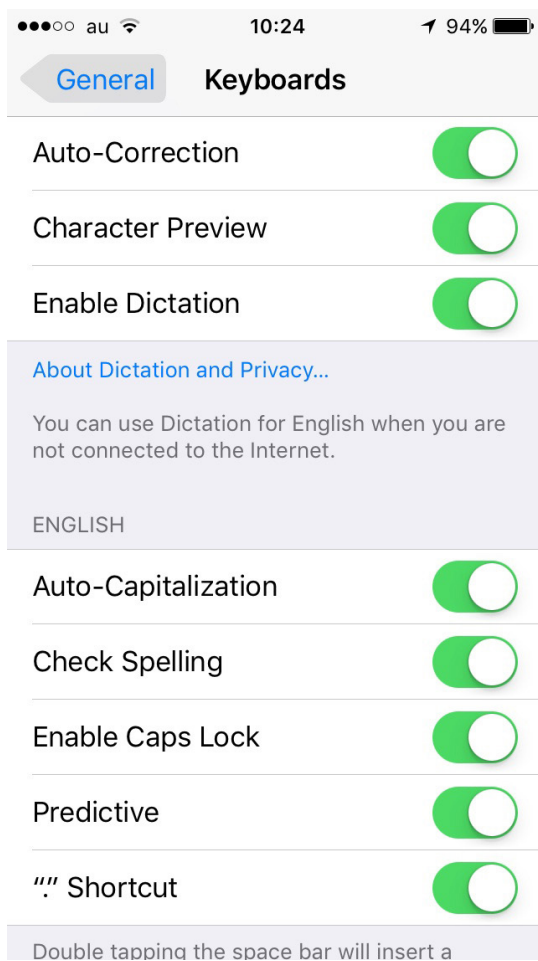 au 10:24 94%
General Keyboards
Auto-Correction
Character Preview
Enable Dictation
About Dictation and Privacy...
You can use Dictation for English when you are
not connected to the Internet.
ENGLISH
Auto-Capitalization
Check Spelling
Enable Caps Lock
Predictive
“.” Shortcut
Double tapping the space bar will insert a